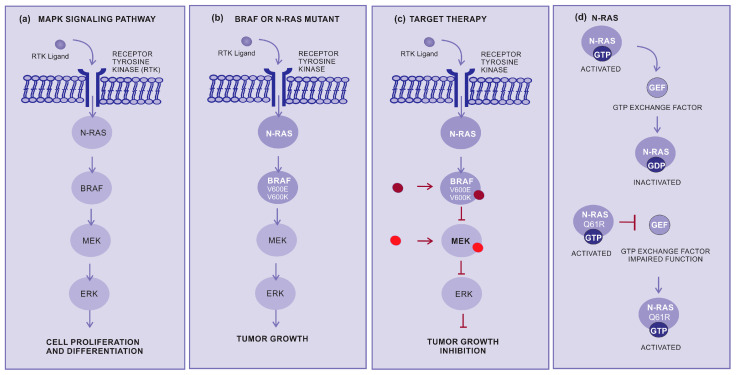 (a) MAPK SIGNALING PATHWAY
RTK Ligand
RECEPTOR
TYROSINE
KINASE (RTK)
N-RAS
BRAF
MEK
ERK
CELL PROLIFERATION
AND DIFFERENTIATION
(b) BRAF OR N-RAS MUTANT
RTK Ligand
RECEPTOR
TYROSINE
KINASE (RTK)
N-RAS
BRAF
V600E
V600K
MEK
ERK
TUMOR GROWTH
(c) TARGET THERAPY
RTK Ligand
RECEPTOR
TYROSINE
KINASE (RTK)
N-RAS
BRAF
V600E
V600K
MEK
ERK
TUMOR GROWTH
INHIBITION
(d) N-RAS
N-RAS
GTP
ACTIVATED
GEF
GTP EXCHANGE FACTOR
N-RAS
GDP
INACTIVATED
N-RAS
Q61R
GTP
ACTIVATED
GEF
GTP EXCHANGE FACTOR
IMPAIRED FUNCTION
N-RAS
Q61R
GTP
ACTIVATED